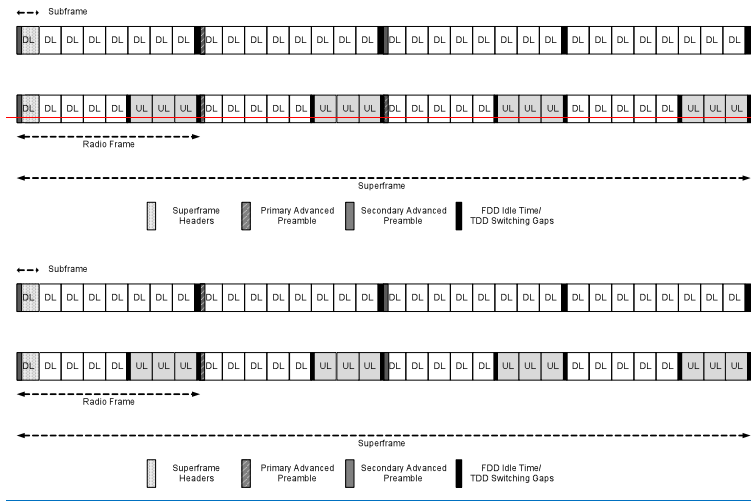 Subframe
DL DL DL DL DL DL DL DL DL DL DL DL DL DL DL DL DL DL DL DL DL DL DL DL DL DL DL DL DL DL DL DL
DL DL DL DL DL UL UL UL DL DL DL DL DL UL UL UL DL DL DL DL DL UL UL UL DL DL DL DL DL UL UL UL
Radio Frame
Superframe
Superframe Headers
Primary Advanced Preamble
Secondary Advanced Preamble
FDD Idle Time/ TDD Switching Gaps
Subframe
DL DL DL DL DL DL DL DL DL DL DL DL DL DL DL DL DL DL DL DL DL DL DL DL DL DL DL DL DL DL DL DL
DL DL DL DL DL UL UL UL DL DL DL DL DL UL UL UL DL DL DL DL DL UL UL UL DL DL DL DL DL UL UL UL
Radio Frame
Superframe
Superframe Headers
Primary Advanced Preamble
Secondary Advanced Preamble
FDD Idle Time/ TDD Switching Gaps